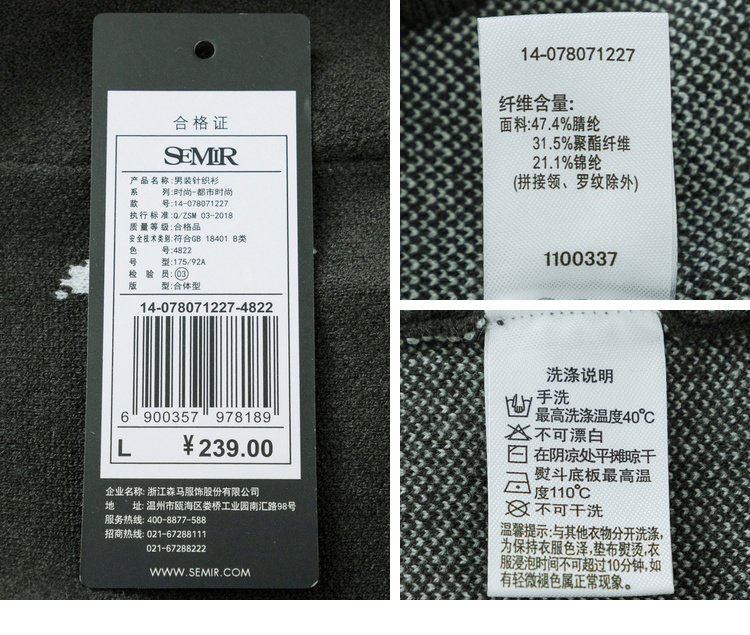 合格证
SEMIR
产品名称:男装针织衫
系 列:时尚-都市时尚
款 号:14-078071227
执行标准:Q/ZSM 03-2018
质量等级:合格品
安全技术类别:符合GB 18401 B类
色 号:4822
号 型:175/92A
检 验 员:03
版 型:合体型
14-078071227-4822
6 900357 978189
L ¥239.00
企业名称: 浙江森马服饰股份有限公司
地 址: 温州市瓯海区娄桥工业园南汇路98号
服务热线: 400-8877-588
招商热线: 021-67288111
021-67288222
WWW.SEMIR.COM
14-078071227
纤维含量:
面料:47.4%腈纶
31.5%聚酯纤维
21.1%锦纶
(拼接领、罗纹除外)
1100337
洗涤说明
手洗
最高洗涤温度40℃
不可漂白
在阴凉处平摊晾干
熨斗底板最高温
度110℃
不可干洗
温馨提示:与其他衣物分开洗涤,
为保持衣服色泽,垫布熨烫,衣
服浸泡时间不可超过10分钟,如
有轻微褪色属正常现象。